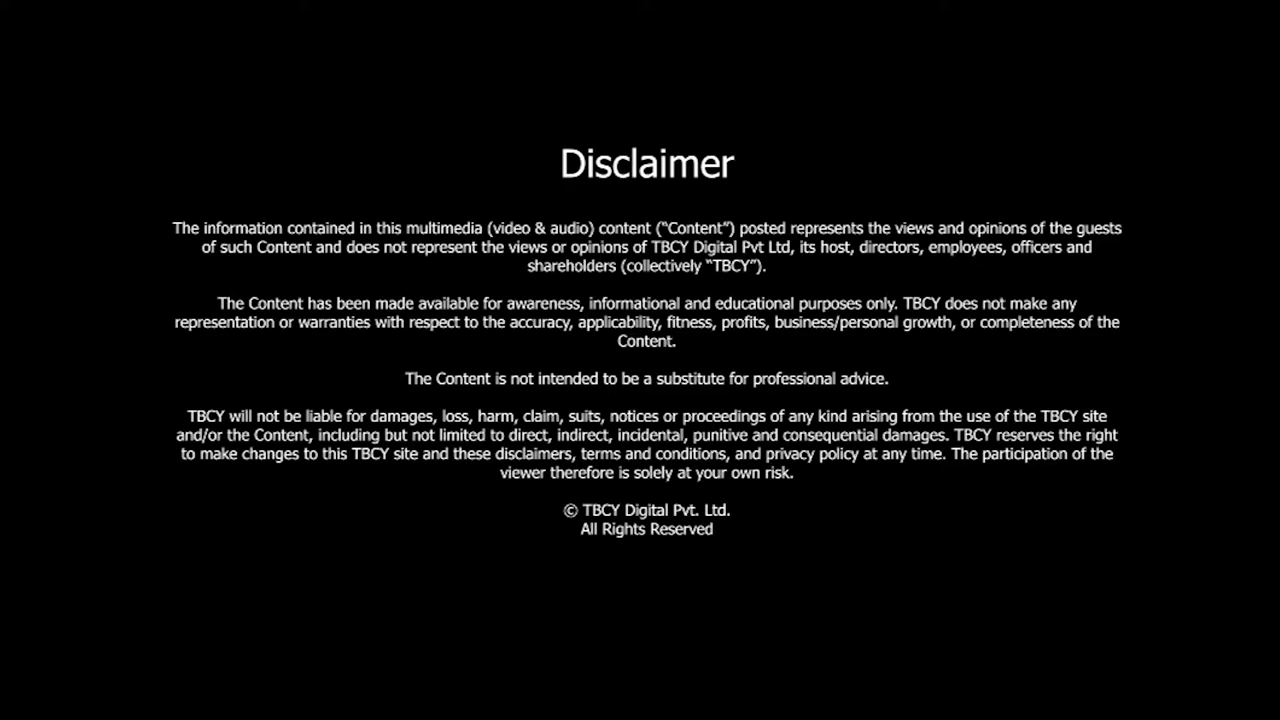 Disclaimer
The information contained in this multimedia (video & audio) content (“Content”) posted represents the views and opinions of the guests
of such Content and does not represent the views or opinions of TBCY Digital Pvt Ltd, its host, directors, employees, officers and
shareholders (collectively “TBCY”).
The Content has been made available for awareness, informational and educational purposes only. TBCY does not make any
representation or warranties with respect to the accuracy, applicability, fitness, profits, business/personal growth, or completeness of the
Content.
The Content is not intended to be a substitute for professional advice.
TBCY will not be liable for damages, loss, harm, claim, suits, notices or proceedings of any kind arising from the use of the TBCY site
and/or the Content, including but not limited to direct, indirect, incidental, punitive and consequential damages. TBCY reserves the right
to make changes to this TBCY site and these disclaimers, terms and conditions, and privacy policy at any time. The participation of the
viewer therefore is solely at your own risk.
© TBCY Digital Pvt. Ltd.
All Rights Reserved